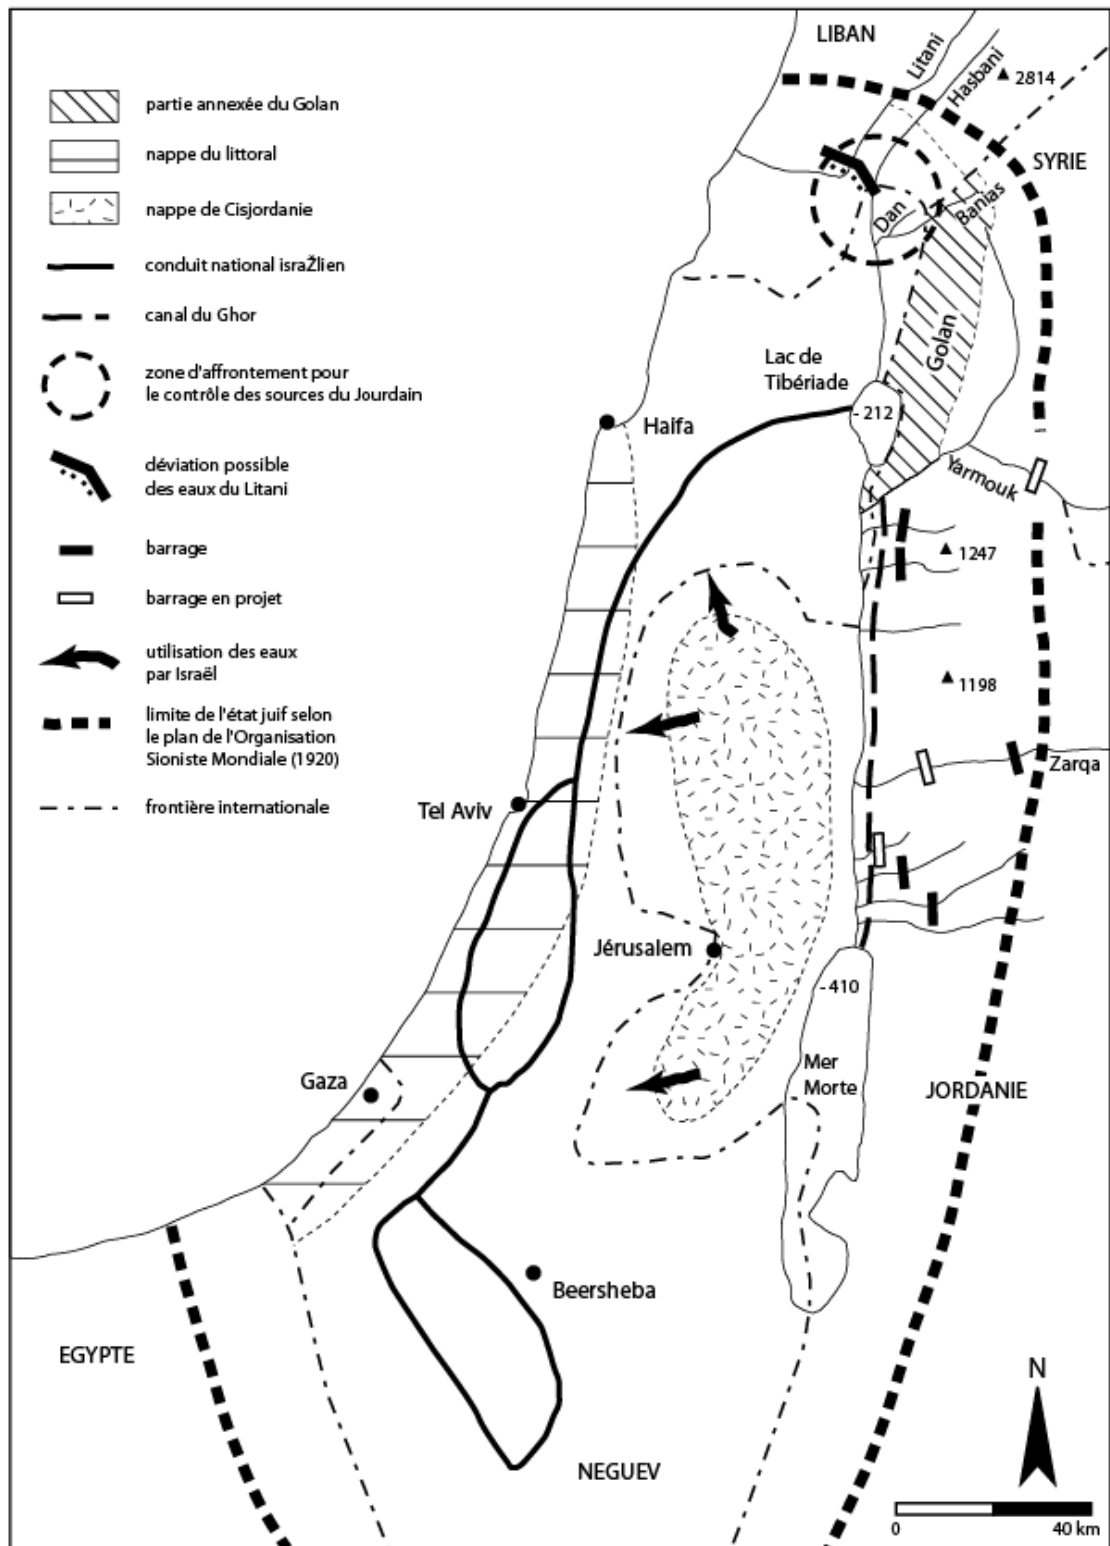 LIBAN
Litani
Hasbani
2814
SYRIE
Dan
Banias
Golan
Lac de
Tibériade
- 212
Yarmouk
Haifa
1247
1198
Zarqa
Tel Aviv
Jérusalem
- 410
Mer
Morte
JORDANIE
Gaza
Beersheba
EGYPTE
NEGUEV
N
0 40 km
partie annexée du Golan
nappe du littoral
nappe de Cisjordanie
conduit national israŽlien
canal du Ghor
zone d'affrontement pour
le contrôle des sources du Jourdain
déviation possible
des eaux du Litani
barrage
barrage en projet
utilisation des eaux
par Israël
limite de l'état juif selon
le plan de l'Organisation
Sioniste Mondiale (1920)
frontière internationale